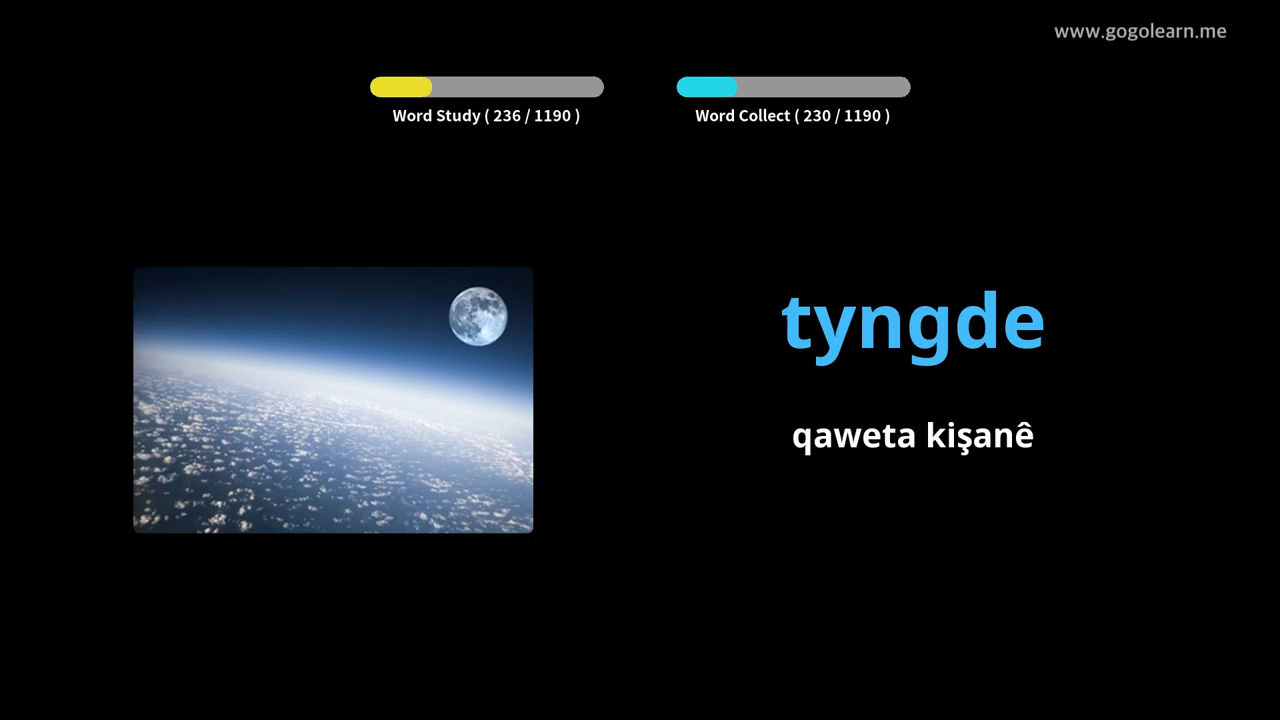 www.gogolearn.me
Word Study ( 236 / 1190 )
Word Collect ( 230 / 1190 )
tyngde
qaweta kişanê